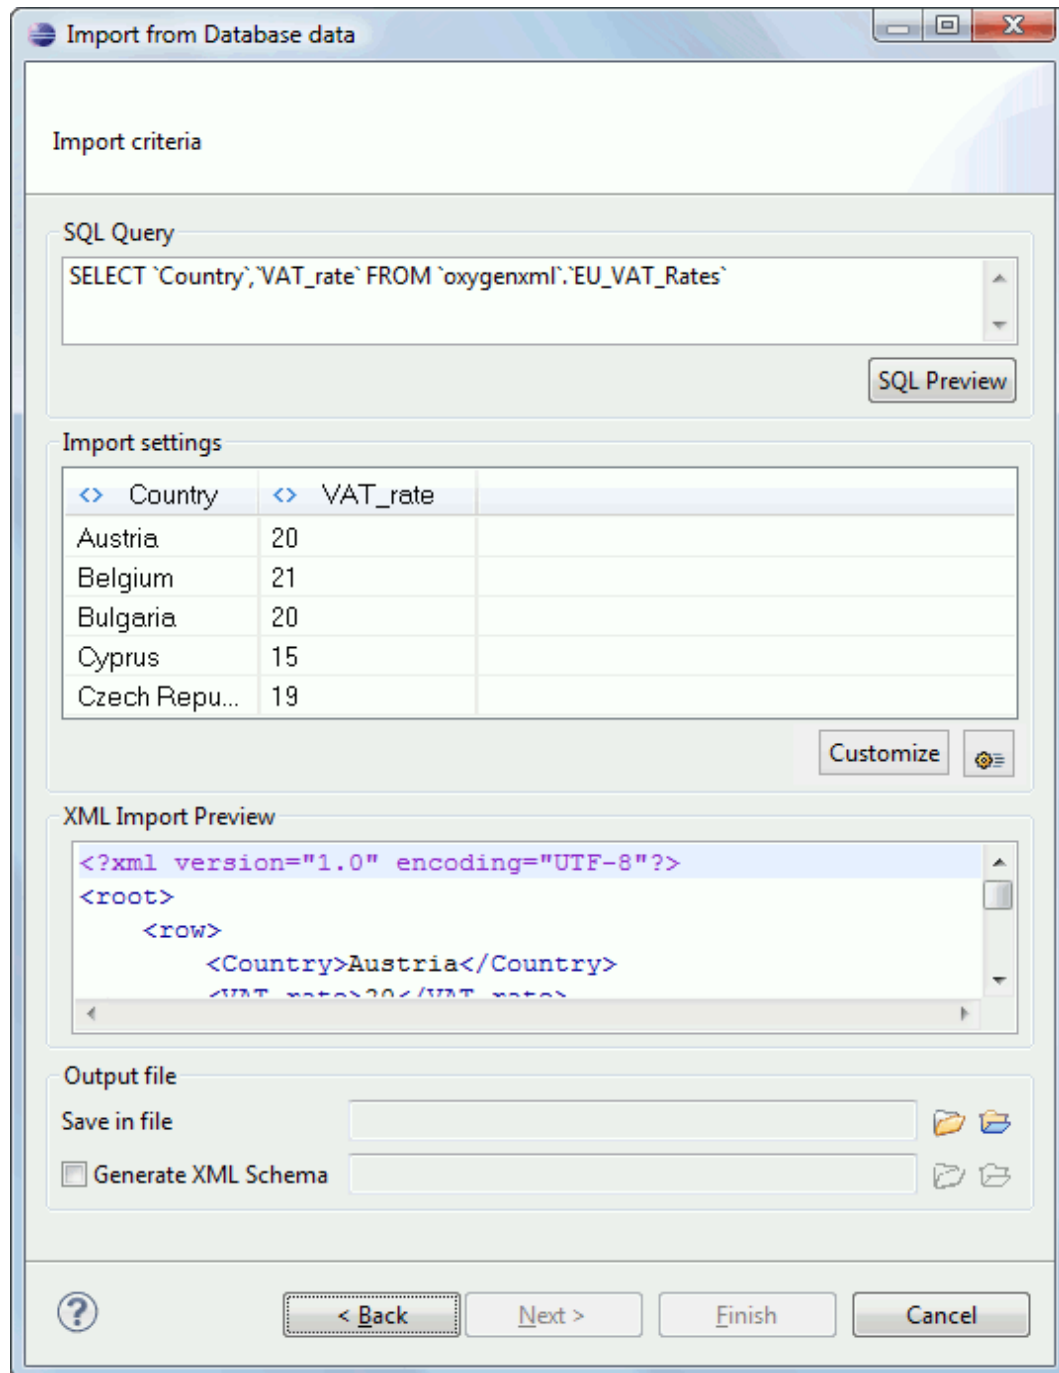 Import from Database data
Import criteria
SQL Query
SELECT `Country`,`VAT_rate` FROM `oxygenxml`.`EU_VAT_Rates`
SQL Preview
Import settings
<> Country <> VAT_rate
Austria 20
Belgium 21
Bulgaria 20
Cyprus 15
Czech Repu... 19
Customize
XML Import Preview
<?xml version="1.0" encoding="UTF-8"?>
<root>
<row>
<Country>Austria</Country>
<VAT_rate>20</VAT_rate>
Output file
Save in file
Generate XML Schema
? < Back Next > Finish Cancel